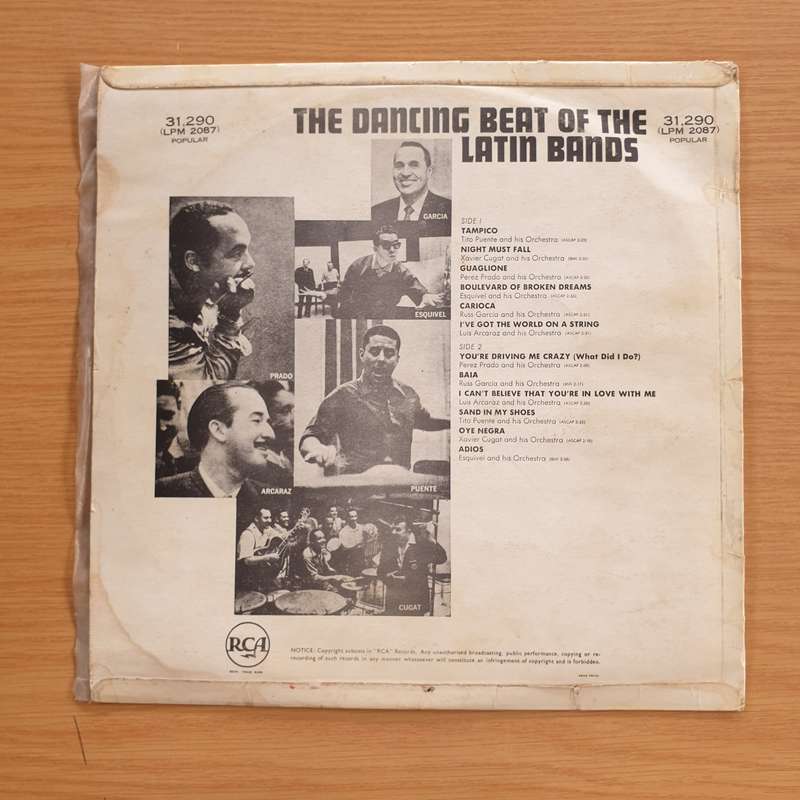 31,290
(LPM 2087)
POPULAR
THE DANCING BEAT OF THE
LATIN BANDS
31,290
(LPM 2087)
POPULAR
GARCIA
ESQUIVEL
PRADO
ARCARAZ
PUENTE
CUGAT
SIDE 1
TAMPICO
Tito Puente and his Orchestra
NIGHT MUST FALL
Xavier Cugat and his Orchestra
GUAGLIONE
Perez Prado and his Orchestra
BOULEVARD OF BROKEN DREAMS
Esquivel and his Orchestra
CARIOCA
Russ Garcia and his Orchestra
I'VE GOT THE WORLD ON A STRING
Luis Arcaraz and his Orchestra
SIDE 2
YOU'RE DRIVING ME CRAZY (What Did I Do?)
Perez Prado and his Orchestra
BAIA
Russ Garcia and his Orchestra
I CAN'T BELIEVE THAT YOU'RE IN LOVE WITH ME
Luis Arcaraz and his Orchestra
SAND IN MY SHOES
Tito Puente and his Orchestra
OYE NEGRA
Xavier Cugat and his Orchestra
ADIOS
Esquivel and his Orchestra
RCA
NOTICE: Copyright subsists in "RCA" Records. Any unauthorised broadcasting, public performance, copying or re-
recording of such records in any manner whatsoever will constitute an infringement of copyright and is forbidden.